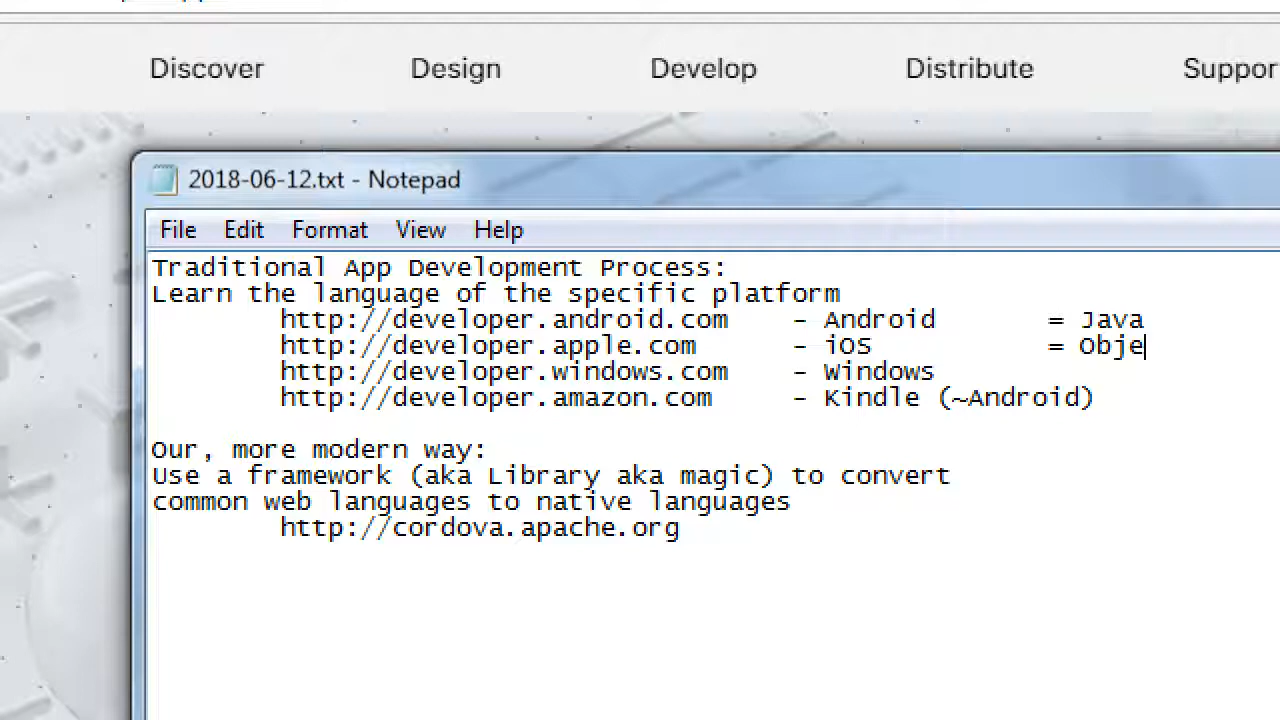 Discover Design Develop Distribute Suppor
2018-06-12.txt - Notepad
File Edit Format View Help
Traditional App Development Process:
Learn the language of the specific platform
http://developer.android.com - Android = Java
http://developer.apple.com - iOS = Obje
http://developer.windows.com - Windows
http://developer.amazon.com - Kindle (~Android)
Our, more modern way:
Use a framework (aka Library aka magic) to convert
common web languages to native languages
http://cordova.apache.org